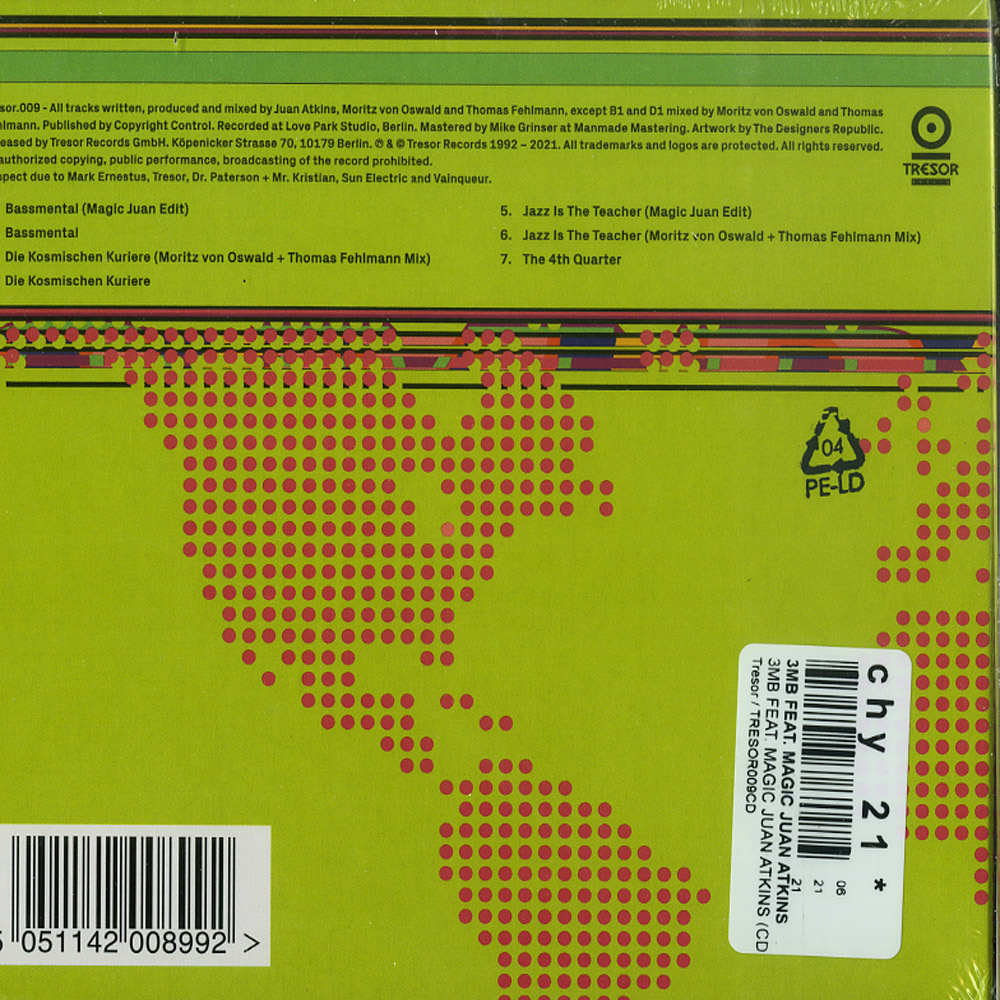 sor.009 - All tracks written, produced and mixed by Juan Atkins, Moritz von Oswald and Thomas Fehlmann, except B1 and D1 mixed by Moritz von Oswald and Thomas
hlmann. Published by Copyright Control. Recorded at Love Park Studio, Berlin. Mastered by Mike Grinser at Manmade Mastering. Artwork by The Designers Republic.
eased by Tresor Records GmbH. Köpenicker Strasse 70, 10179 Berlin. ℗ & © Tresor Records 1992 – 2021. All trademarks and logos are protected. All rights reserved.
authorized copying, public performance, broadcasting of the record prohibited.
spect due to Mark Ernestus, Tresor, Dr. Paterson + Mr. Kristian, Sun Electric and Vainqueur.
TRESOR
Bassmental (Magic Juan Edit)
Bassmental
Die Kosmischen Kuriere (Moritz von Oswald + Thomas Fehlmann Mix)
Die Kosmischen Kuriere
5. Jazz Is The Teacher (Magic Juan Edit)
6. Jazz Is The Teacher (Moritz von Oswald + Thomas Fehlmann Mix)
7. The 4th Quarter
04
PE-LD
chy 21 *
06
21
21
3MB FEAT. MAGIC JUAN ATKINS
3MB FEAT. MAGIC JUAN ATKINS (CD
Tresor / TRESOR009CD
051142 008992 >